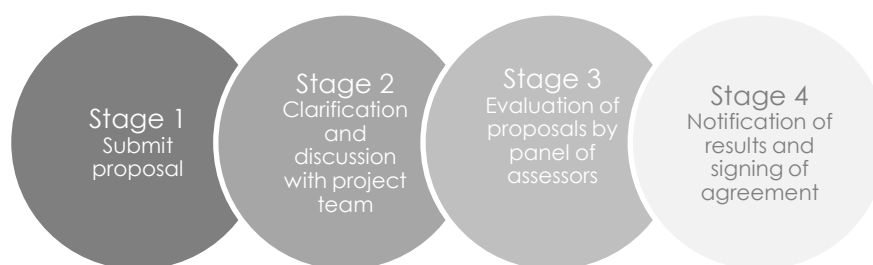 Stage 1
Submit
proposal
Stage 2
Clarification
and
discussion
with project
team
Stage 3
Evaluation of
proposals by
panel of
assessors
Stage 4
Notification of
results and
signing of
agreement